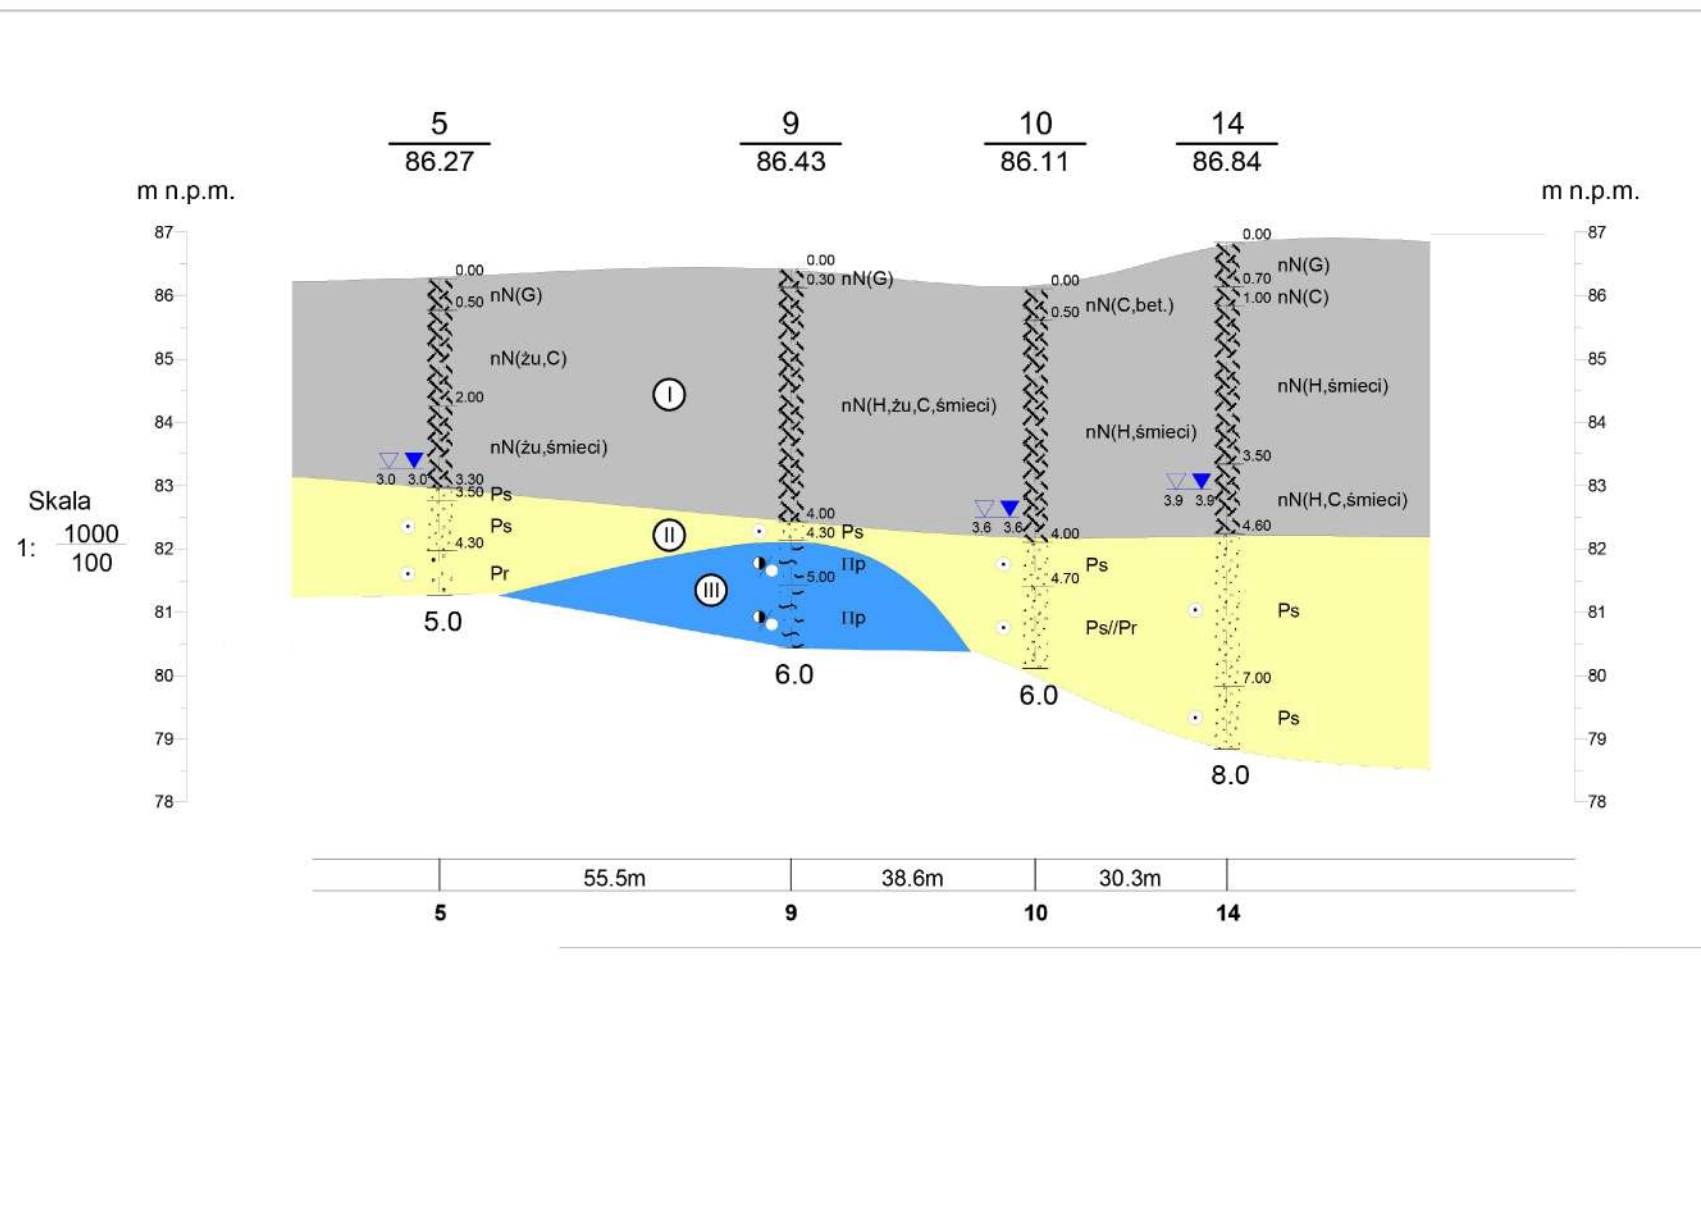 5 9 10 14
86.27 86.43 86.11 86.84
m n.p.m. m n.p.m.
87 0.00 87
0.00 0.00 nN(G)
0.50 nN(G) 0.30 nN(G) 0.00 0.70
86 1.00 nN(C) 86
0.50 nN(C,bet.)
85 nN(żu,C) 85
I nN(H,śmieci)
2.00 nN(H,żu,C,śmieci)
84 84
nN(żu,śmieci) nN(H,śmieci)
3.50
3.0 3.0 3.30
83 3.50 Ps 3.9 3.9 nN(H,C,śmieci) 83
Skala 4.00 3.6 3.6 4.60
1: 1000
100
Ps II 4.30 Ps 4.00
82 4.30 Πp Ps 82
Pr III 5.00 4.70
81 5.0 Πp Ps//Pr Ps 81
80 6.0 6.0 7.00 80
Ps
79 79
8.0
78 78
55.5m 38.6m 30.3m
5 9 10 14